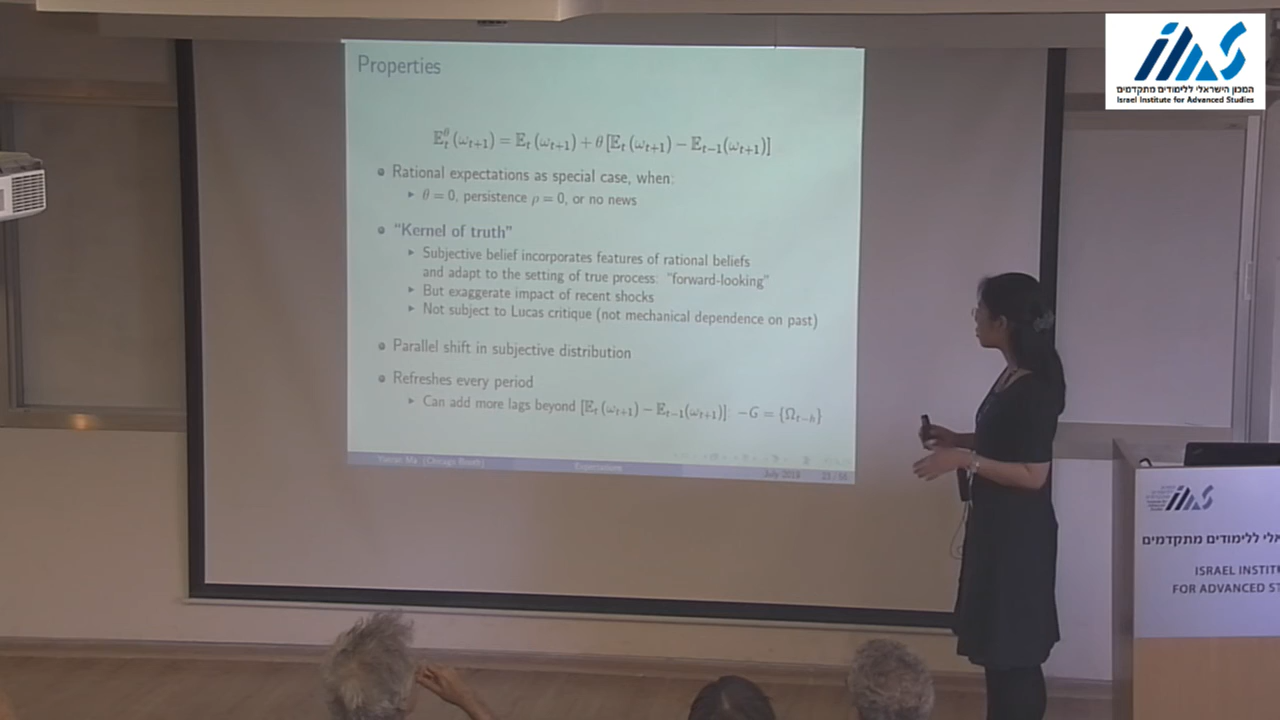 המכון הישראלי ללימודים מתקדמים
Israel Institute for Advanced Studies
Properties
𝔼^θ_t (ω_{t+1}) = 𝔼_t (ω_{t+1}) + θ [𝔼_t (ω_{t+1}) − 𝔼_{t−1}(ω_{t+1})]
Rational expectations as special case, when:
θ = 0, persistence ρ = 0, or no news
“Kernel of truth”
Subjective belief incorporates features of rational beliefs
and adapt to the setting of true process: “forward-looking”
But exaggerate impact of recent shocks
Not subject to Lucas critique (not mechanical dependence on past)
Parallel shift in subjective distribution
Refreshes every period
Can add more lags beyond [𝔼_t (ω_{t+1}) − 𝔼_{t−1}(ω_{t+1})]: −G = {Ω_{t−h}}
Ma (Chicago Booth)
Expectations
July 2019
ללימודים מתקדמים
ISRAEL
FOR ADVANCED